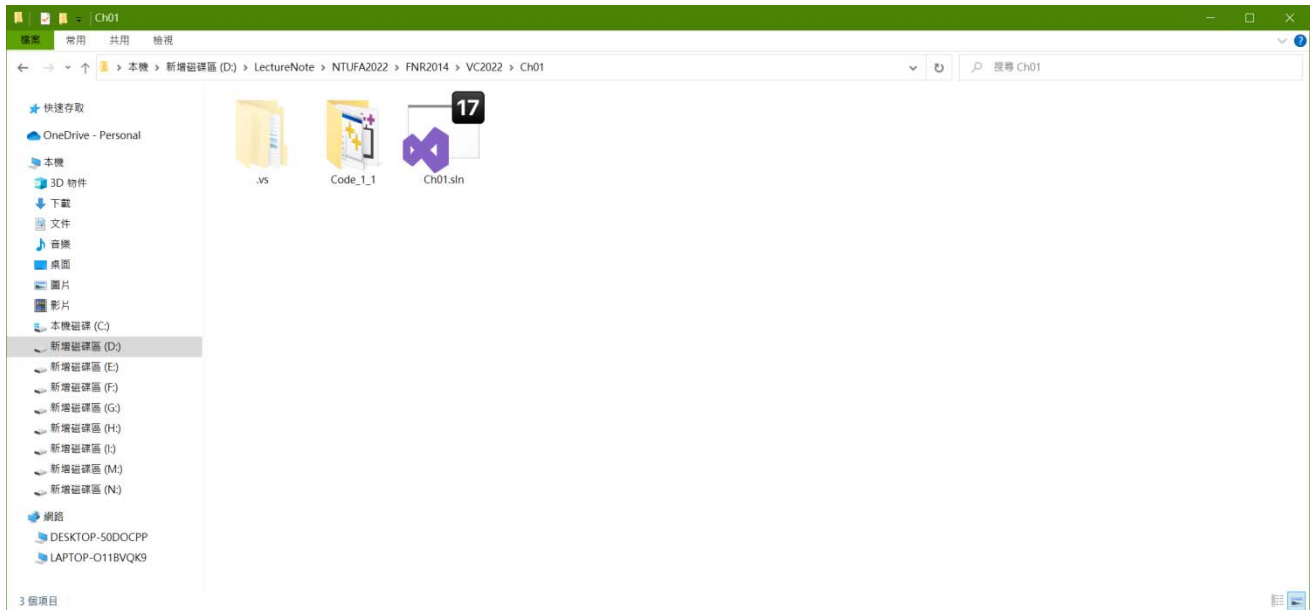 Ch01
檔案 常用 共用 檢視
本機 > 新增磁碟區 (D:) > LectureNote > NTUFA2022 > FNR2014 > VC2022 > Ch01
搜尋 Ch01
快速存取
OneDrive - Personal
本機
3D 物件
下載
文件
音樂
桌面
圖片
影片
本機磁碟 (C:)
新增磁碟區 (D:)
新增磁碟區 (E:)
新增磁碟區 (F:)
新增磁碟區 (G:)
新增磁碟區 (H:)
新增磁碟區 (I:)
新增磁碟區 (M:)
新增磁碟區 (N:)
網路
DESKTOP-50DOCPP
LAPTOP-O11BVQK9
17
.vs Code_1_1 Ch01.sln
3 個項目